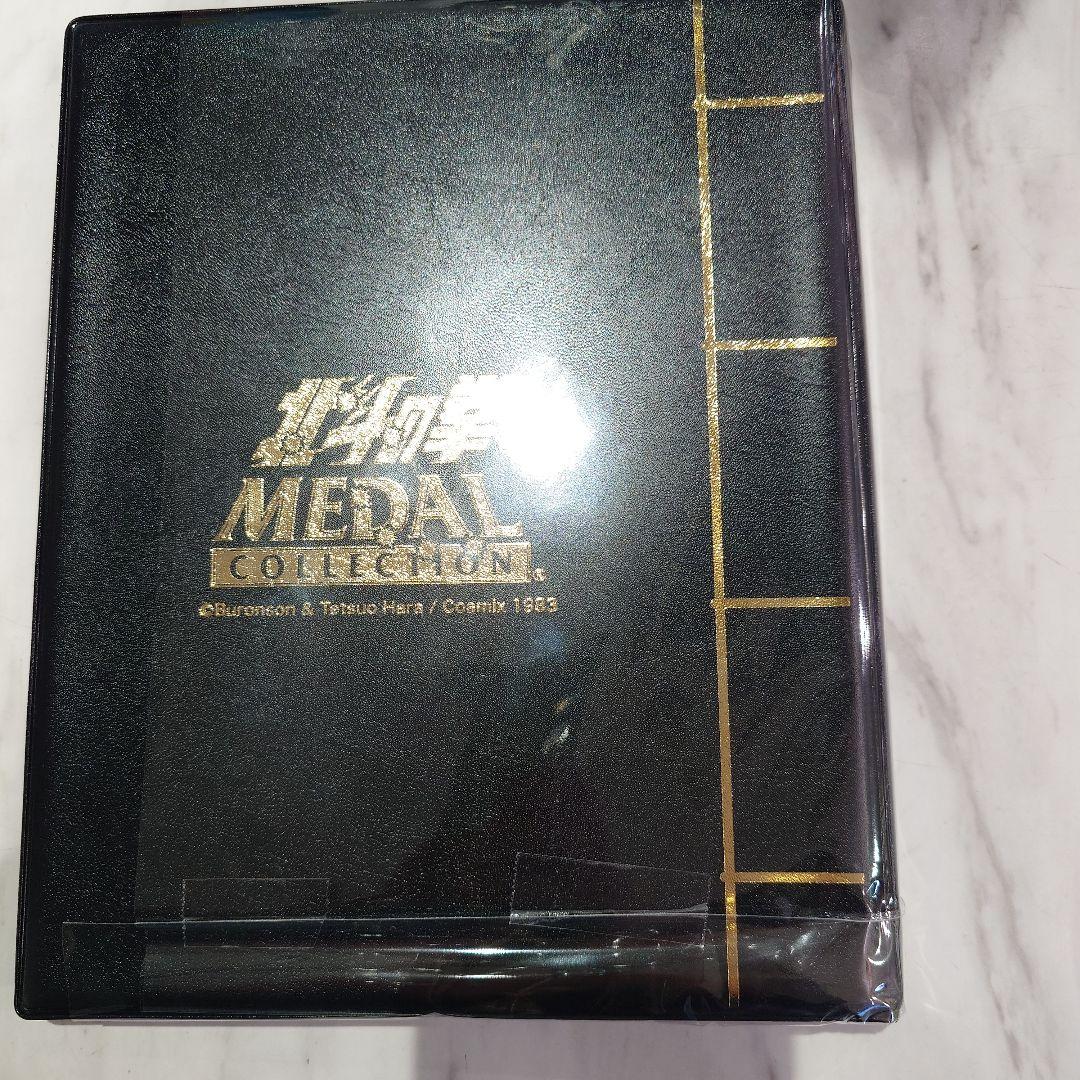 北斗の拳
MEDAL
COLLECTION
©Buronson & Tetsuo Hara / Coamix 1983